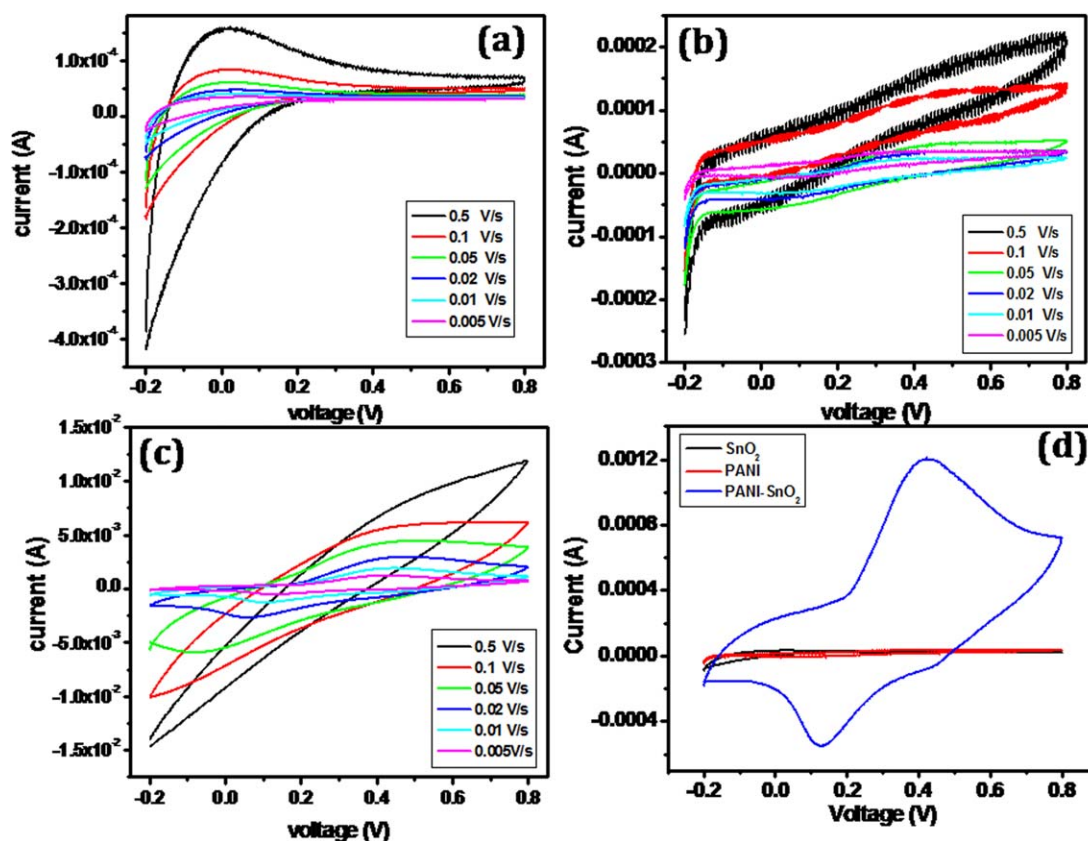 (a)
current (A)
1.0x10⁻⁴
0.0
-1.0x10⁻⁴
-2.0x10⁻⁴
-3.0x10⁻⁴
-4.0x10⁻⁴
0.5 V/s
0.1 V/s
0.05 V/s
0.02 V/s
0.01 V/s
0.005 V/s
-0.2 0.0 0.2 0.4 0.6 0.8
voltage (V)
(b)
current (A)
0.0002
0.0001
0.0000
-0.0001
-0.0002
-0.0003
0.5 V/s
0.1 V/s
0.05 V/s
0.02 V/s
0.01 V/s
0.005 V/s
-0.2 0.0 0.2 0.4 0.6 0.8
voltage (V)
(c)
current (A)
1.5x10⁻²
1.0x10⁻²
5.0x10⁻³
0.0
-5.0x10⁻³
-1.0x10⁻²
-1.5x10⁻²
0.5 V/s
0.1 V/s
0.05 V/s
0.02 V/s
0.01 V/s
0.005V/s
-0.2 0.0 0.2 0.4 0.6 0.8
voltage (V)
(d)
Current (A)
SnO₂
PANI
PANI-SnO₂
0.0012
0.0008
0.0004
0.0000
-0.0004
-0.2 0.0 0.2 0.4 0.6 0.8
Voltage (V)